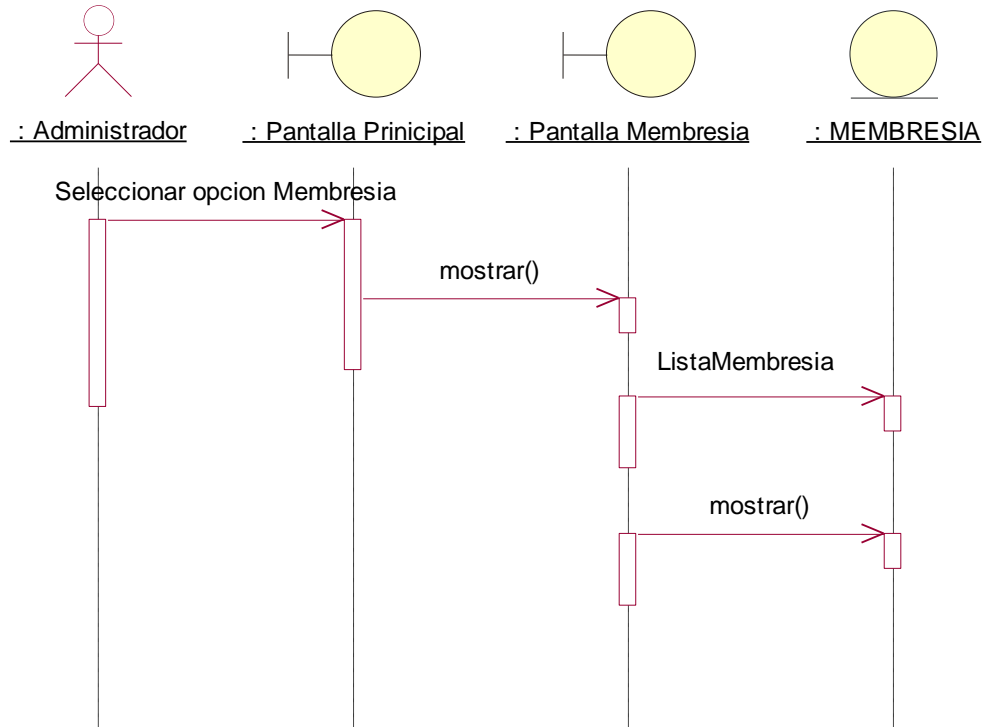 : Administrador
: Pantalla Prinicipal
: Pantalla Membresia
: MEMBRESIA
Seleccionar opcion Membresia
mostrar()
ListaMembresia
mostrar()